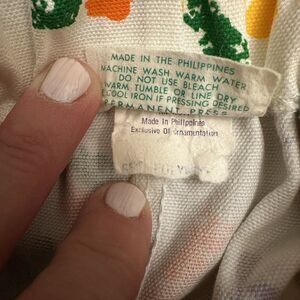 MADE IN THE PHILIPPINES
MACHINE WASH WARM WATER
DO NOT USE BLEACH
WARM TUMBLE OR LINE DRY
COOL IRON IF PRESSING DESIRED
PERMANENT PRESS
Made In Philippines
Exclusive Of Ornamentation